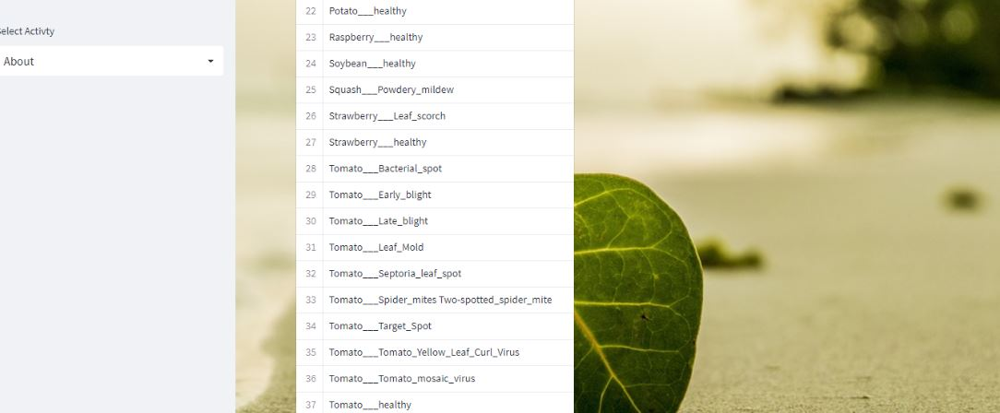 Select Activty
About
22 Potato___healthy
23 Raspberry___healthy
24 Soybean___healthy
25 Squash___Powdery_mildew
26 Strawberry___Leaf_scorch
27 Strawberry___healthy
28 Tomato___Bacterial_spot
29 Tomato___Early_blight
30 Tomato___Late_blight
31 Tomato___Leaf_Mold
32 Tomato___Septoria_leaf_spot
33 Tomato___Spider_mites Two-spotted_spider_mite
34 Tomato___Target_Spot
35 Tomato___Tomato_Yellow_Leaf_Curl_Virus
36 Tomato___Tomato_mosaic_virus
37 Tomato___healthy